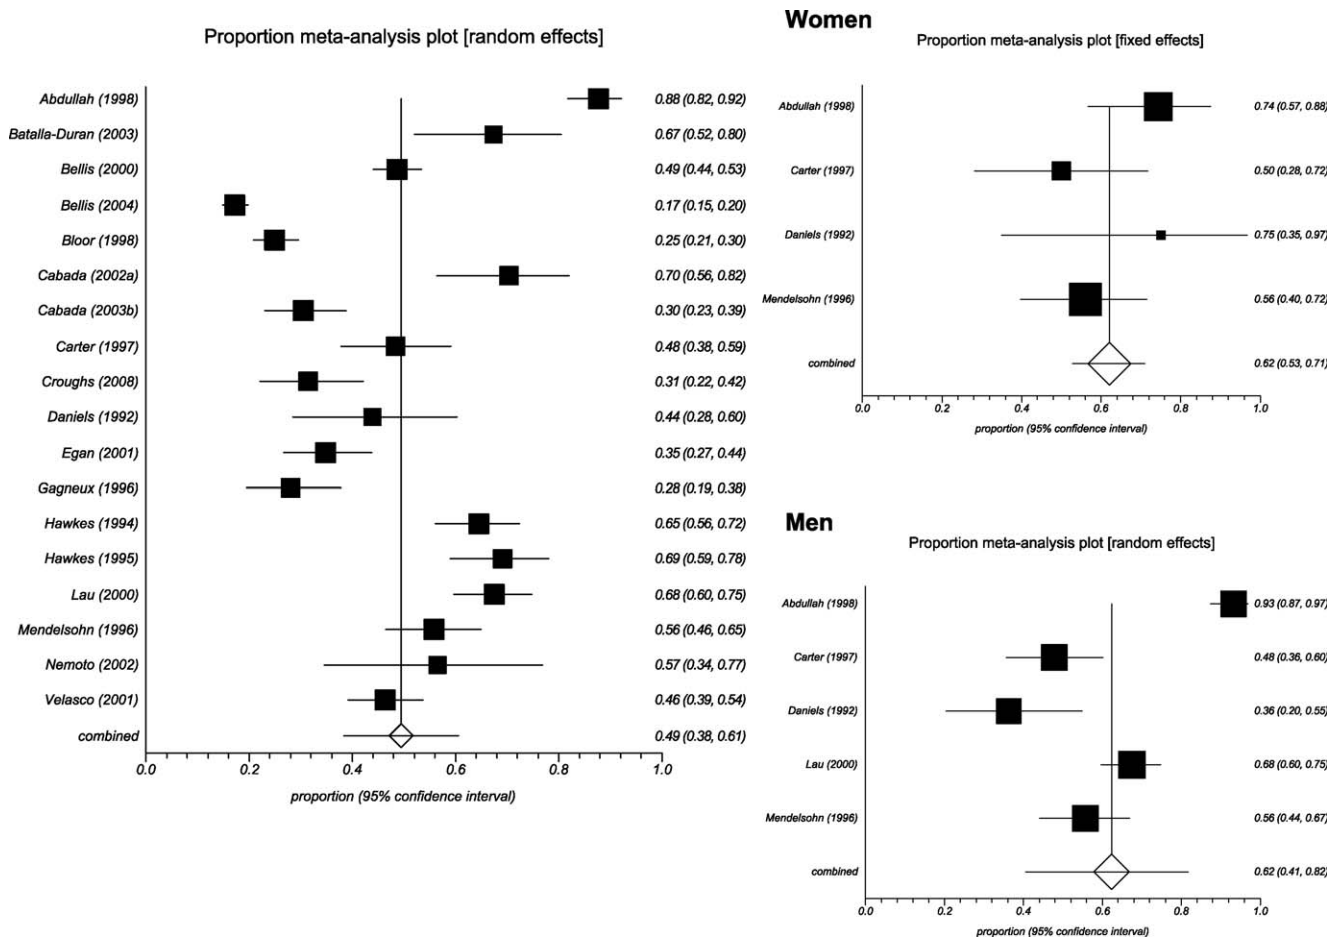 Proportion meta-analysis plot [random effects]
Abdullah (1998) 0.88 (0.82, 0.92)
Batalla-Duran (2003) 0.67 (0.52, 0.80)
Bellis (2000) 0.49 (0.44, 0.53)
Bellis (2004) 0.17 (0.15, 0.20)
Bloor (1998) 0.25 (0.21, 0.30)
Cabada (2002a) 0.70 (0.56, 0.82)
Cabada (2003b) 0.30 (0.23, 0.39)
Carter (1997) 0.48 (0.38, 0.59)
Croughs (2008) 0.31 (0.22, 0.42)
Daniels (1992) 0.44 (0.28, 0.60)
Egan (2001) 0.35 (0.27, 0.44)
Gagneux (1996) 0.28 (0.19, 0.38)
Hawkes (1994) 0.65 (0.56, 0.72)
Hawkes (1995) 0.69 (0.59, 0.78)
Lau (2000) 0.68 (0.60, 0.75)
Mendelsohn (1996) 0.56 (0.46, 0.65)
Nemoto (2002) 0.57 (0.34, 0.77)
Velasco (2001) 0.46 (0.39, 0.54)
combined 0.49 (0.38, 0.61)
0.0 0.2 0.4 0.6 0.8 1.0
proportion (95% confidence interval)
Women
Proportion meta-analysis plot [fixed effects]
Abdullah (1998) 0.74 (0.57, 0.88)
Carter (1997) 0.50 (0.28, 0.72)
Daniels (1992) 0.75 (0.35, 0.97)
Mendelsohn (1996) 0.56 (0.40, 0.72)
combined 0.62 (0.53, 0.71)
0.0 0.2 0.4 0.6 0.8 1.0
proportion (95% confidence interval)
Men
Proportion meta-analysis plot [random effects]
Abdullah (1998) 0.93 (0.87, 0.97)
Carter (1997) 0.48 (0.36, 0.60)
Daniels (1992) 0.36 (0.20, 0.55)
Lau (2000) 0.68 (0.60, 0.75)
Mendelsohn (1996) 0.56 (0.44, 0.67)
combined 0.62 (0.41, 0.82)
0.0 0.2 0.4 0.6 0.8 1.0
proportion (95% confidence interval)